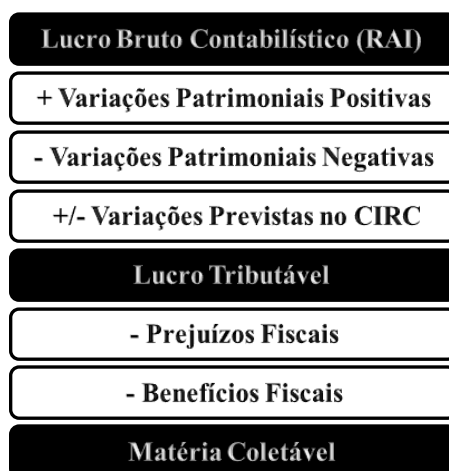 Lucro Bruto Contabilístico (RAI)
+ Variações Patrimoniais Positivas
- Variações Patrimoniais Negativas
+/- Variações Previstas no CIRC
Lucro Tributável
- Prejuízos Fiscais
- Benefícios Fiscais
Matéria Coletável